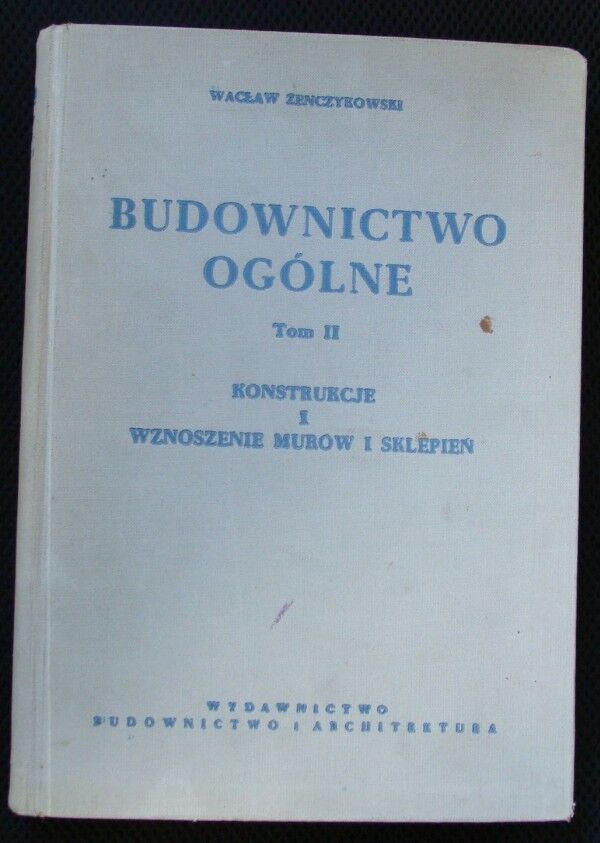 WACŁAW ŻENCZYKOWSKI
BUDOWNICTWO
OGÓLNE
Tom II
KONSTRUKCJE
I
WZNOSZENIE MURÓW I SKLEPIEŃ
WYDAWNICTWO
BUDOWNICTWO I ARCHITEKTURA